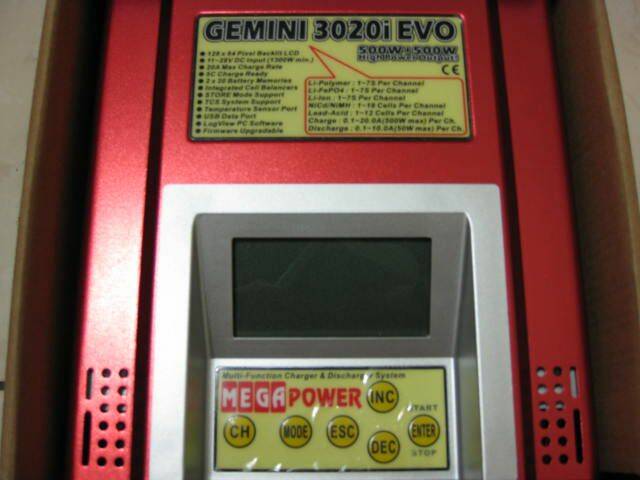 GEMINI 3020i EVO
500W+500W
High Power Output!
● 128 x 64 Pixel Backlit LCD
● 11~28V DC Input (1300W min.)
● 20A Max Charge Rate
● 5C Charge Ready
● 2 x 20 Battery Memories
● Integrated Cell Balancers
● STORE Mode Support
● TCS System Support
● Temperature Sensor Port
● USB Data Port
● LogView PC Software
● Firmware Upgradable
CE
Li-Polymer : 1~7S Per Channel
Li-FePO4 : 1~7S Per Channel
Li-Ion : 1~7S Per Channel
NiCd/NiMH : 1~18 Cells Per Channel
Lead-Acid : 1~12 Cells Per Channel
Charge : 0.1~20.0A(500W max) Per Ch.
Discharge : 0.1~10.0A(50W max) Per Ch.
Multi-Function Charger & Discharger System
MEGA POWER
INC
START
CH
MODE
ESC
DEC
ENTER
STOP